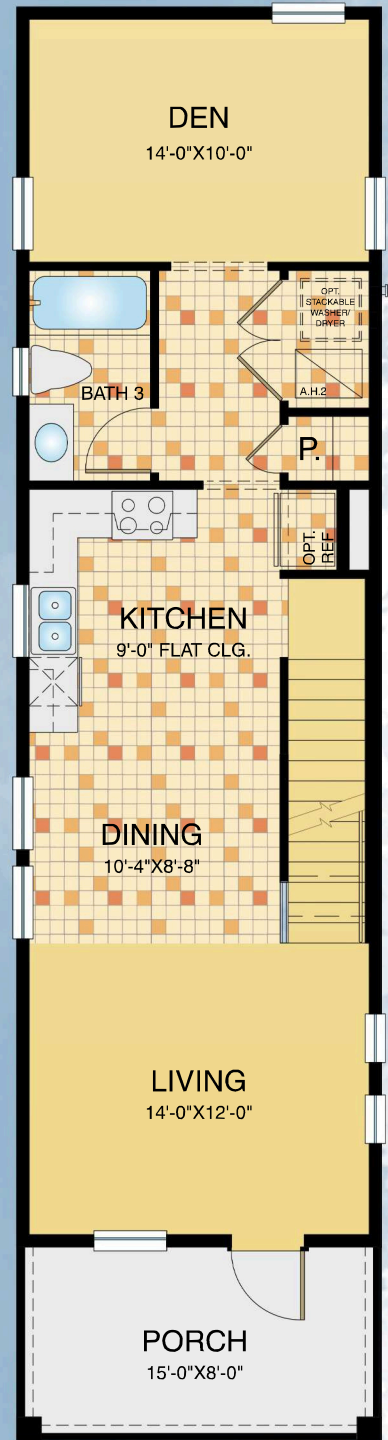 DEN
14'-0"X10'-0"
OPT.
STACKABLE
WASHER/
DRYER
A.H.2
BATH 3
P.
OPT.
REF
KITCHEN
9'-0" FLAT CLG.
DINING
10'-4"X8'-8"
LIVING
14'-0"X12'-0"
PORCH
15'-0"X8'-0"